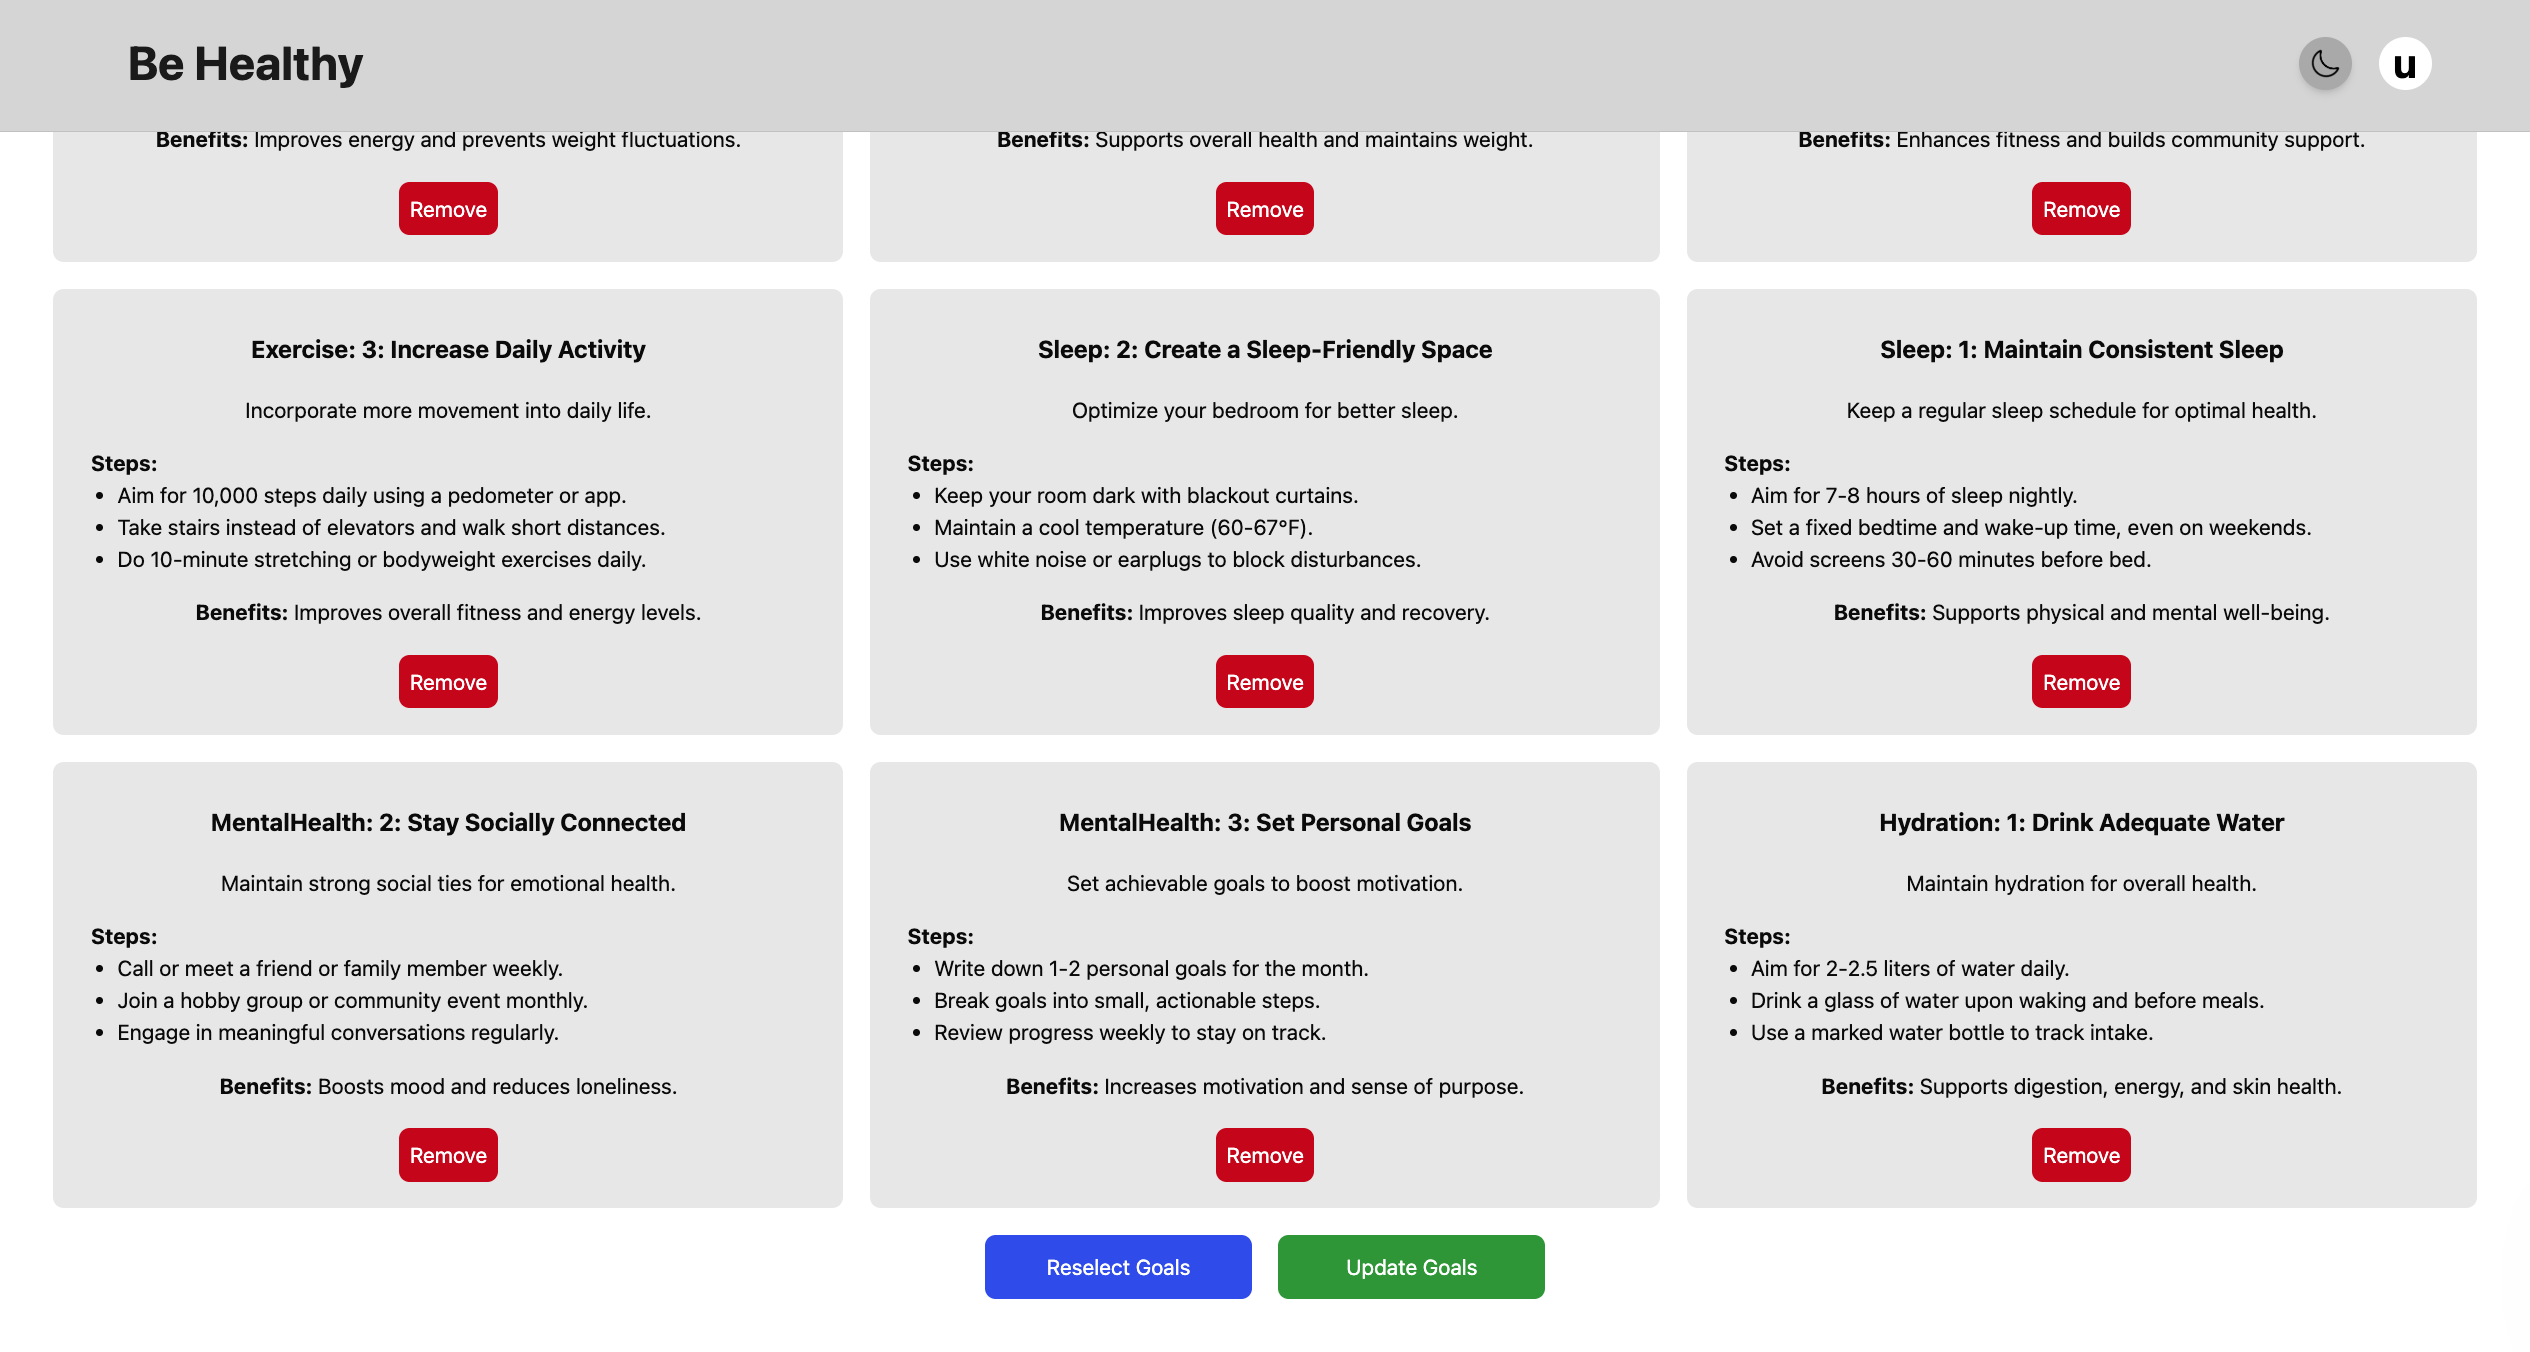 Be Healthy
u
Benefits: Improves energy and prevents weight fluctuations.
Remove
Benefits: Supports overall health and maintains weight.
Remove
Benefits: Enhances fitness and builds community support.
Remove
Exercise: 3: Increase Daily Activity
Incorporate more movement into daily life.
Steps:
• Aim for 10,000 steps daily using a pedometer or app.
• Take stairs instead of elevators and walk short distances.
• Do 10-minute stretching or bodyweight exercises daily.
Benefits: Improves overall fitness and energy levels.
Remove
Sleep: 2: Create a Sleep-Friendly Space
Optimize your bedroom for better sleep.
Steps:
• Keep your room dark with blackout curtains.
• Maintain a cool temperature (60-67°F).
• Use white noise or earplugs to block disturbances.
Benefits: Improves sleep quality and recovery.
Remove
Sleep: 1: Maintain Consistent Sleep
Keep a regular sleep schedule for optimal health.
Steps:
• Aim for 7-8 hours of sleep nightly.
• Set a fixed bedtime and wake-up time, even on weekends.
• Avoid screens 30-60 minutes before bed.
Benefits: Supports physical and mental well-being.
Remove
MentalHealth: 2: Stay Socially Connected
Maintain strong social ties for emotional health.
Steps:
• Call or meet a friend or family member weekly.
• Join a hobby group or community event monthly.
• Engage in meaningful conversations regularly.
Benefits: Boosts mood and reduces loneliness.
Remove
MentalHealth: 3: Set Personal Goals
Set achievable goals to boost motivation.
Steps:
• Write down 1-2 personal goals for the month.
• Break goals into small, actionable steps.
• Review progress weekly to stay on track.
Benefits: Increases motivation and sense of purpose.
Remove
Hydration: 1: Drink Adequate Water
Maintain hydration for overall health.
Steps:
• Aim for 2-2.5 liters of water daily.
• Drink a glass of water upon waking and before meals.
• Use a marked water bottle to track intake.
Benefits: Supports digestion, energy, and skin health.
Remove
Reselect Goals
Update Goals